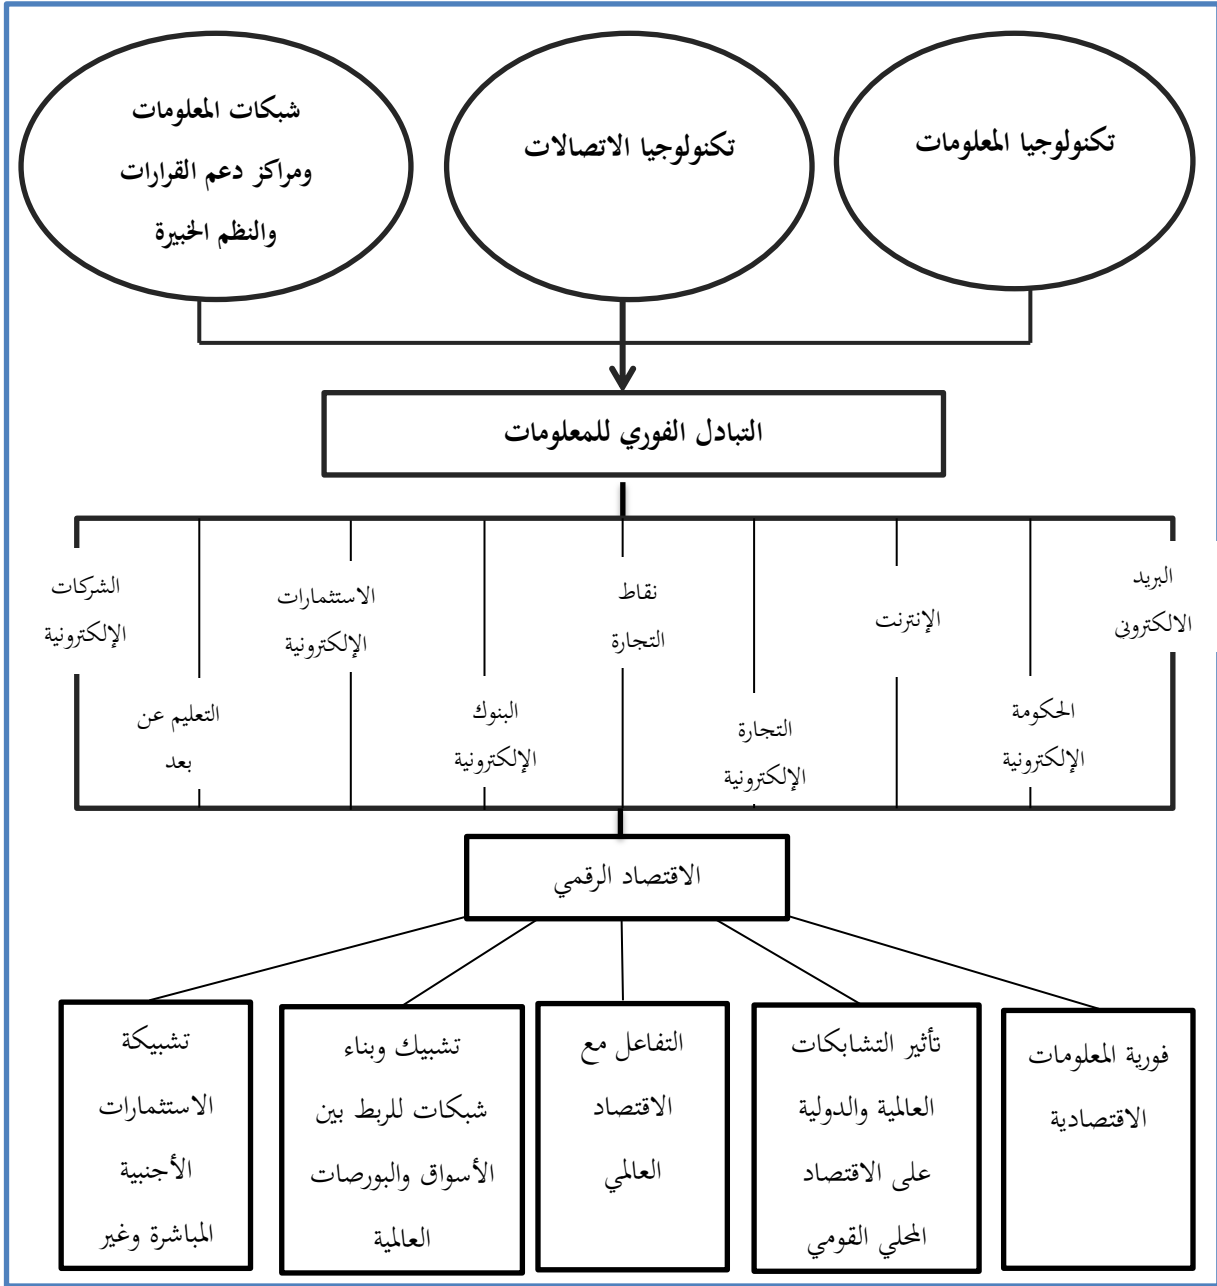 تكنولوجيا المعلومات
تكنولوجيا الاتصالات
شبكات المعلومات
ومراكز دعم القرارات
والنظم الخبيرة
التبادل الفوري للمعلومات
البريد
الالكتروني
الحكومة
الإلكترونية
الإنترنت
التجارة
الإلكترونية
نقاط
التجارة
البنوك
الإلكترونية
الاستثمارات
الإلكترونية
التعليم عن
بعد
الشركات
الإلكترونية
الاقتصاد الرقمي
فورية المعلومات
الاقتصادية
تأثير التشابكات
العالمية والدولية
على الاقتصاد
المحلي القومي
التفاعل مع
الاقتصاد
العالمي
تشبيك وبناء
شبكات للربط بين
الأسواق والبورصات
العالمية
تشبيكة
الاستثمارات
الأجنبية
المباشرة وغير